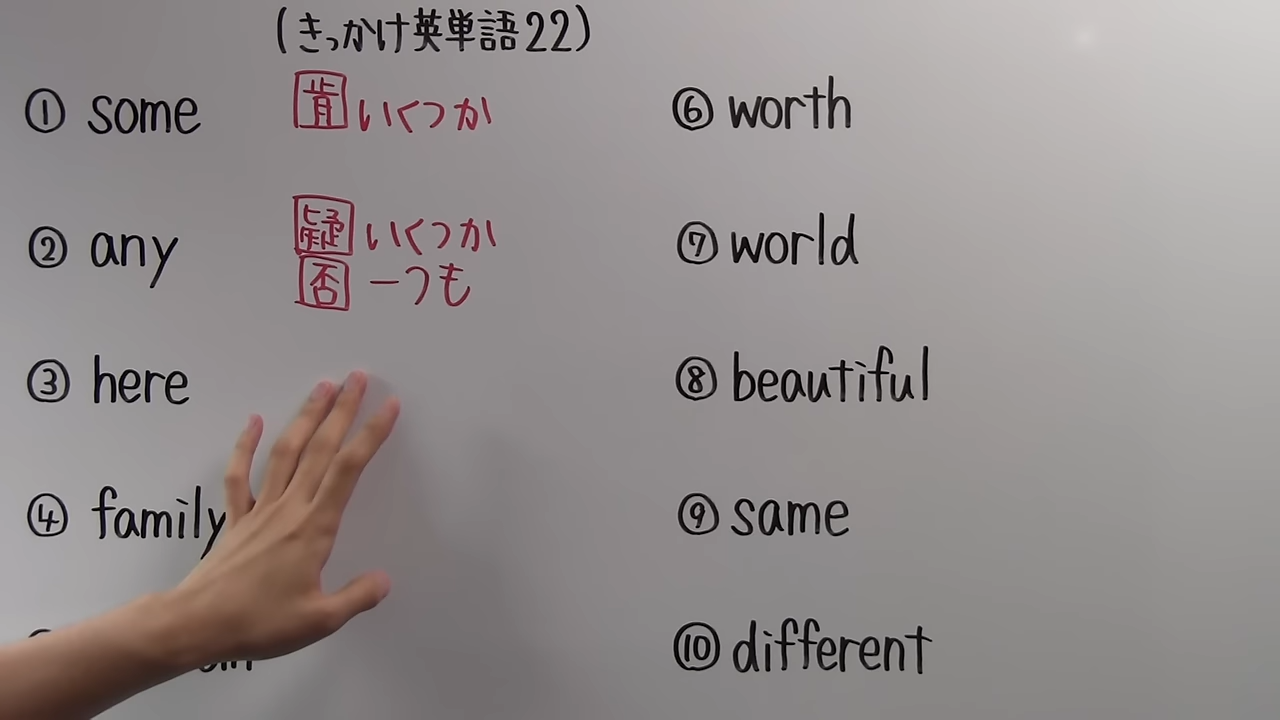 (きっかけ英単語22)
① some 肯 いくつか
② any 疑 いくつか
否 一つも
③ here
④ family
⑥ worth
⑦ world
⑧ beautiful
⑨ same
⑩ different